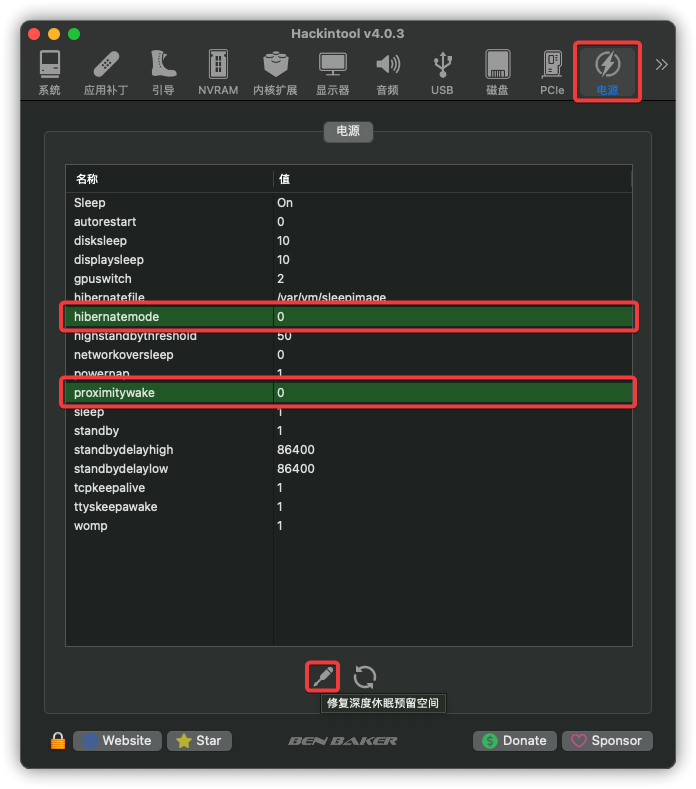 Hackintool v4.0.3
系统 应用补丁 引导 NVRAM 内核扩展 显示器 音频 USB 磁盘 PCIe 电源
电源
名称 值
Sleep On
autorestart 0
disksleep 10
displaysleep 10
gpuswitch 2
hibernatefile /var/vm/sleepimage
hibernatemode 0
highstandbythreshold 50
networkoversleep 0
powernap 1
proximitywake 0
sleep 1
standby 1
standbydelayhigh 86400
standbydelaylow 86400
tcpkeepalive 1
ttyskeepawake 1
womp 1
修复深度休眠预留空间
Website Star BEN BAKER Donate Sponsor